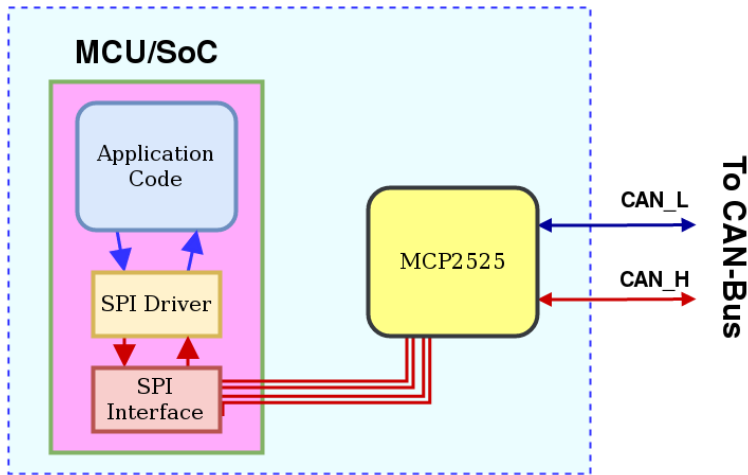 MCU/SoC
Application
Code
SPI Driver
SPI
Interface
MCP2525
CAN_L
CAN_H
To CAN-Bus